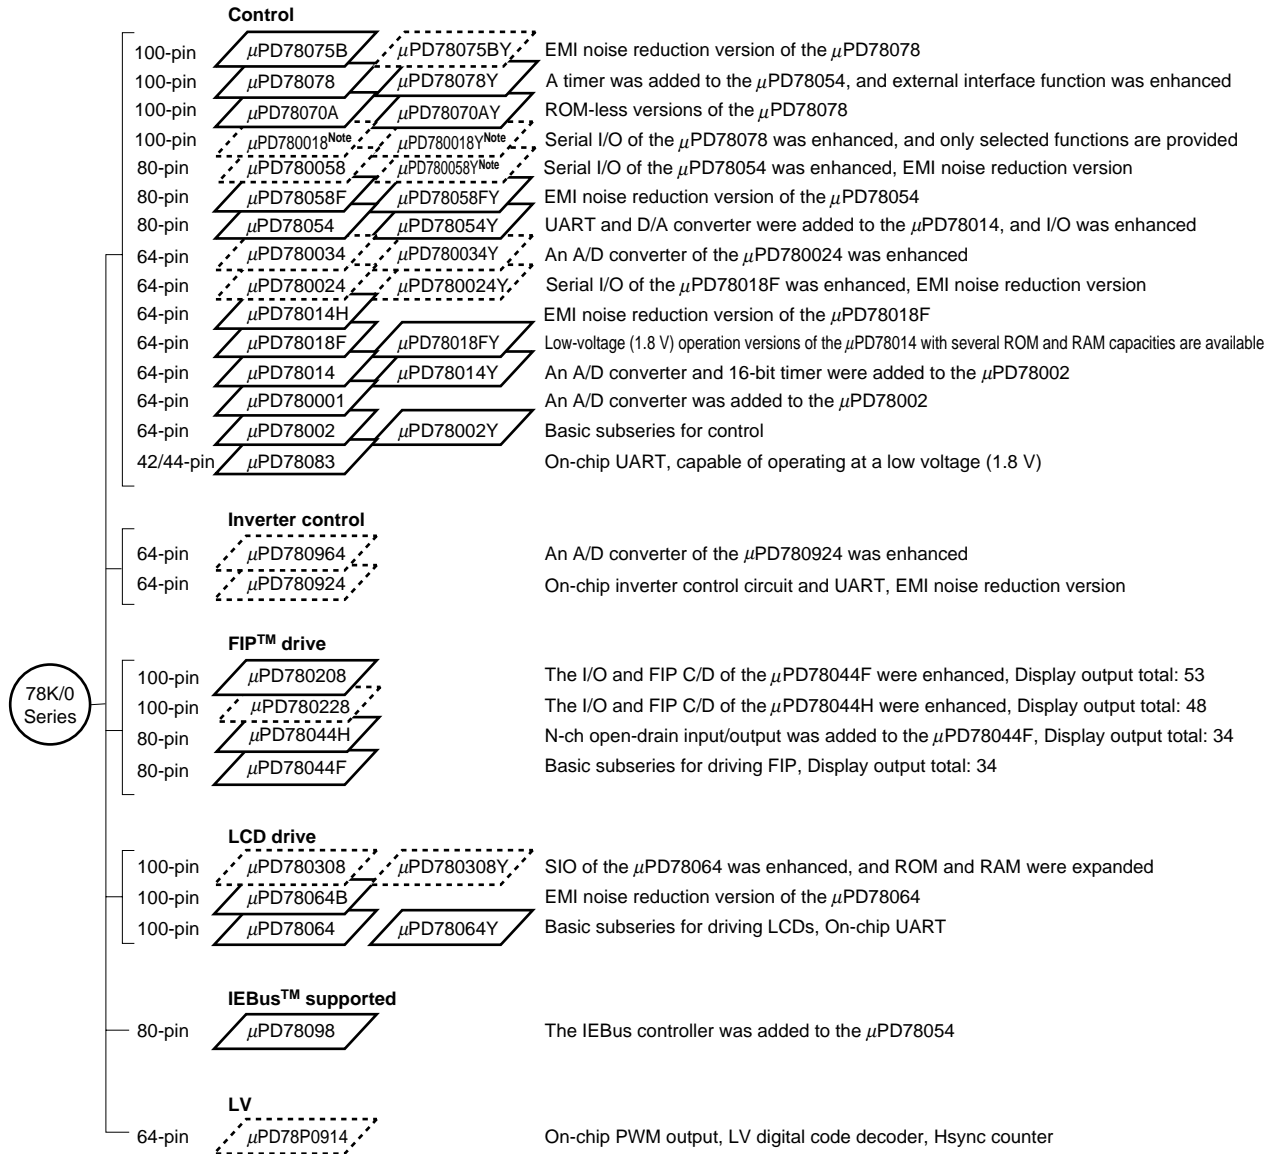 Control
100-pin μPD78075B μPD78075BY EMI noise reduction version of the μPD78078
100-pin μPD78078 μPD78078Y A timer was added to the μPD78054, and external interface function was enhanced
100-pin μPD78070A μPD78070AY ROM-less versions of the μPD78078
100-pin μPD780018Note μPD780018YNote Serial I/O of the μPD78078 was enhanced, and only selected functions are provided
80-pin μPD780058 μPD780058YNote Serial I/O of the μPD78054 was enhanced, EMI noise reduction version
80-pin μPD78058F μPD78058FY EMI noise reduction version of the μPD78054
80-pin μPD78054 μPD78054Y UART and D/A converter were added to the μPD78014, and I/O was enhanced
64-pin μPD780034 μPD780034Y An A/D converter of the μPD780024 was enhanced
64-pin μPD780024 μPD780024Y Serial I/O of the μPD78018F was enhanced, EMI noise reduction version
64-pin μPD78014H EMI noise reduction version of the μPD78018F
64-pin μPD78018F μPD78018FY Low-voltage (1.8 V) operation versions of the μPD78014 with several ROM and RAM capacities are available
64-pin μPD78014 μPD78014Y An A/D converter and 16-bit timer were added to the μPD78002
64-pin μPD780001 An A/D converter was added to the μPD78002
64-pin μPD78002 μPD78002Y Basic subseries for control
42/44-pin μPD78083 On-chip UART, capable of operating at a low voltage (1.8 V)
Inverter control
64-pin μPD780964 An A/D converter of the μPD780924 was enhanced
64-pin μPD780924 On-chip inverter control circuit and UART, EMI noise reduction version
78K/0
Series
FIPTM drive
100-pin μPD780208 The I/O and FIP C/D of the μPD78044F were enhanced, Display output total: 53
100-pin μPD780228 The I/O and FIP C/D of the μPD78044H were enhanced, Display output total: 48
80-pin μPD78044H N-ch open-drain input/output was added to the μPD78044F, Display output total: 34
80-pin μPD78044F Basic subseries for driving FIP, Display output total: 34
LCD drive
100-pin μPD780308 μPD780308Y SIO of the μPD78064 was enhanced, and ROM and RAM were expanded
100-pin μPD78064B EMI noise reduction version of the μPD78064
100-pin μPD78064 μPD78064Y Basic subseries for driving LCDs, On-chip UART
IEBusTM supported
80-pin μPD78098 The IEBus controller was added to the μPD78054
LV
64-pin μPD78P0914 On-chip PWM output, LV digital code decoder, Hsync counter